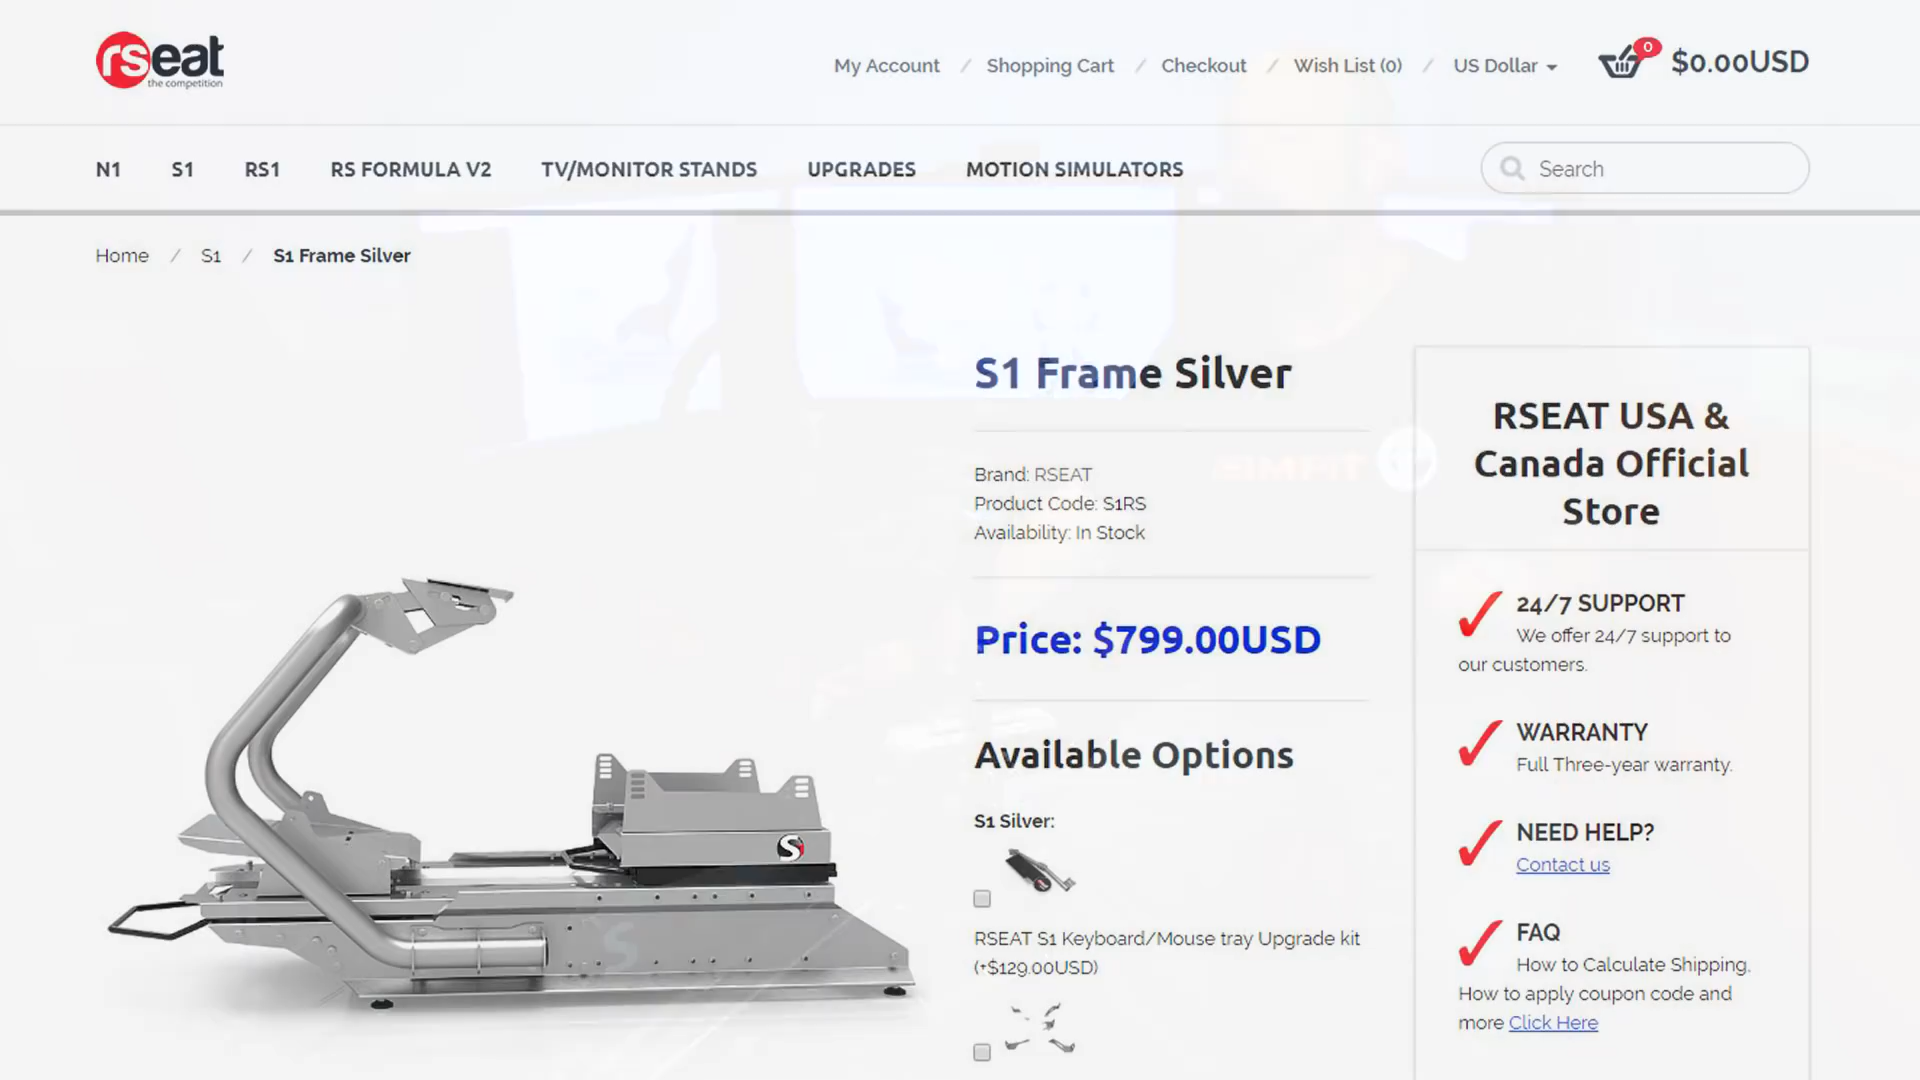 rseat
the competition
My Account / Shopping Cart / Checkout / Wish List (0) / US Dollar
0
$0.00USD
N1 S1 RS1 RS FORMULA V2 TV/MONITOR STANDS UPGRADES MOTION SIMULATORS
Search
Home / S1 / S1 Frame Silver
S1 Frame Silver
Brand: RSEAT
Product Code: S1RS
Availability: In Stock
Price: $799.00USD
Available Options
S1 Silver:
RSEAT S1 Keyboard/Mouse tray Upgrade kit
(+$129.00USD)
RSEAT USA &
Canada Official
Store
24/7 SUPPORT
We offer 24/7 support to
our customers.
WARRANTY
Full Three-year warranty.
NEED HELP?
Contact us
FAQ
How to Calculate Shipping,
How to apply coupon code and
more Click Here
S
S
SIMFIT